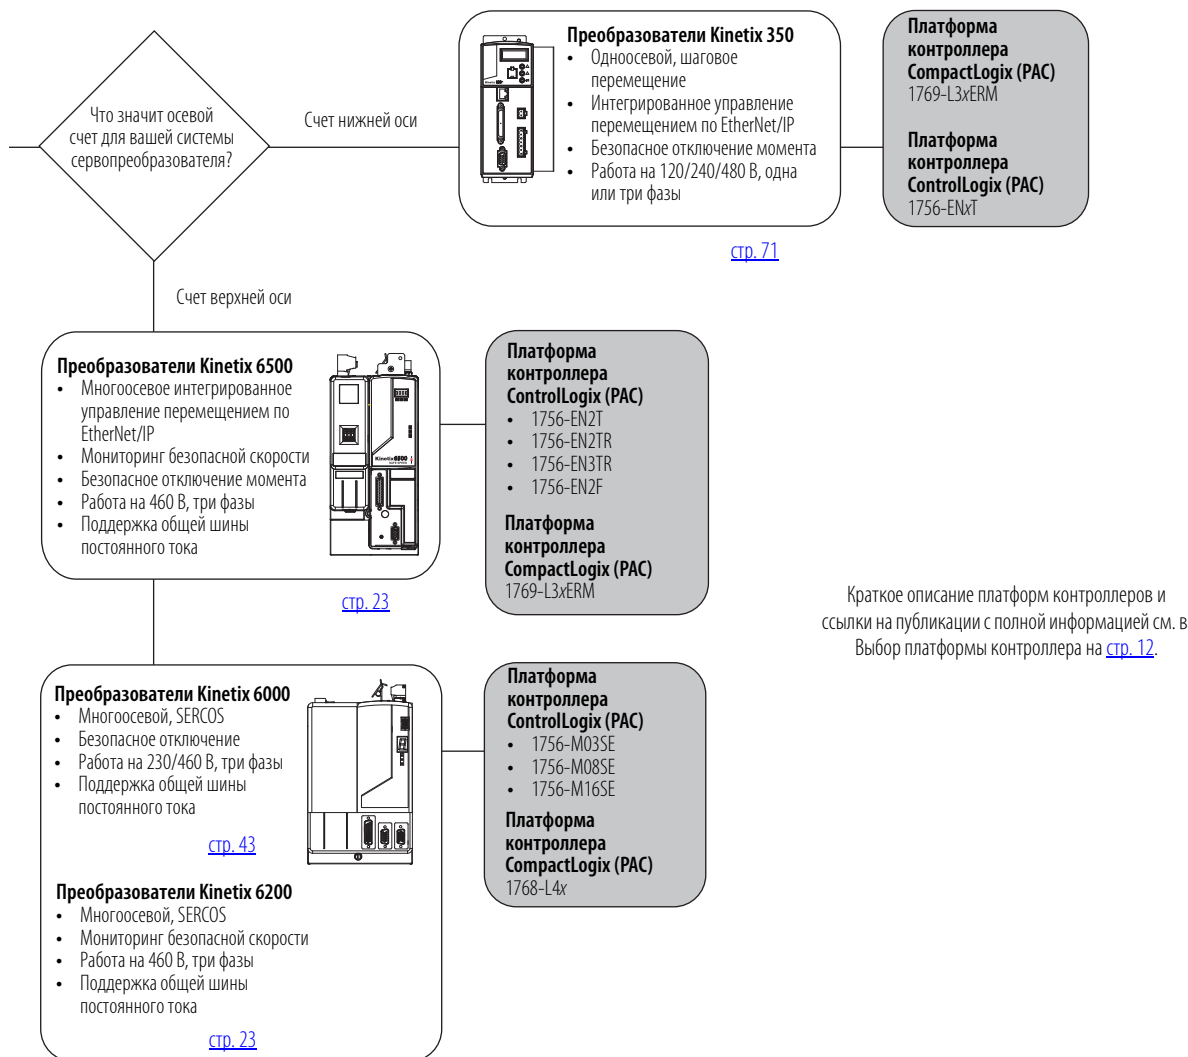 Что значит осевой
счет для вашей системы
сервопреобразователя?
Счет нижней оси
Преобразователи Kinetix 350
• Одноосевой, шаговое
перемещение
• Интегрированное управление
перемещением по EtherNet/IP
• Безопасное отключение момента
• Работа на 120/240/480 В, одна
или три фазы
стр. 71
Платформа
контроллера
CompactLogix (PAC)
1769-L3xERM
Платформа
контроллера
ControlLogix (PAC)
1756-ENxT
Счет верхней оси
Преобразователи Kinetix 6500
• Многоосевое интегрированное
управление перемещением по
EtherNet/IP
• Мониторинг безопасной скорости
• Безопасное отключение момента
• Работа на 460 В, три фазы
• Поддержка общей шины
постоянного тока
Kinetix 6500
стр. 23
Платформа
контроллера
ControlLogix (PAC)
• 1756-EN2T
• 1756-EN2TR
• 1756-EN3TR
• 1756-EN2F
Платформа
контроллера
CompactLogix (PAC)
1769-L3xERM
Краткое описание платформ контроллеров и
ссылки на публикации с полной информацией см. в
Выбор платформы контроллера на стр. 12.
Преобразователи Kinetix 6000
• Многоосевой, SERCOS
• Безопасное отключение
• Работа на 230/460 В, три фазы
• Поддержка общей шины
постоянного тока
стр. 43
Преобразователи Kinetix 6200
• Многоосевой, SERCOS
• Мониторинг безопасной скорости
• Работа на 460 В, три фазы
• Поддержка общей шины
постоянного тока
стр. 23
Платформа
контроллера
ControlLogix (PAC)
• 1756-M03SE
• 1756-M08SE
• 1756-M16SE
Платформа
контроллера
CompactLogix (PAC)
1768-L4x